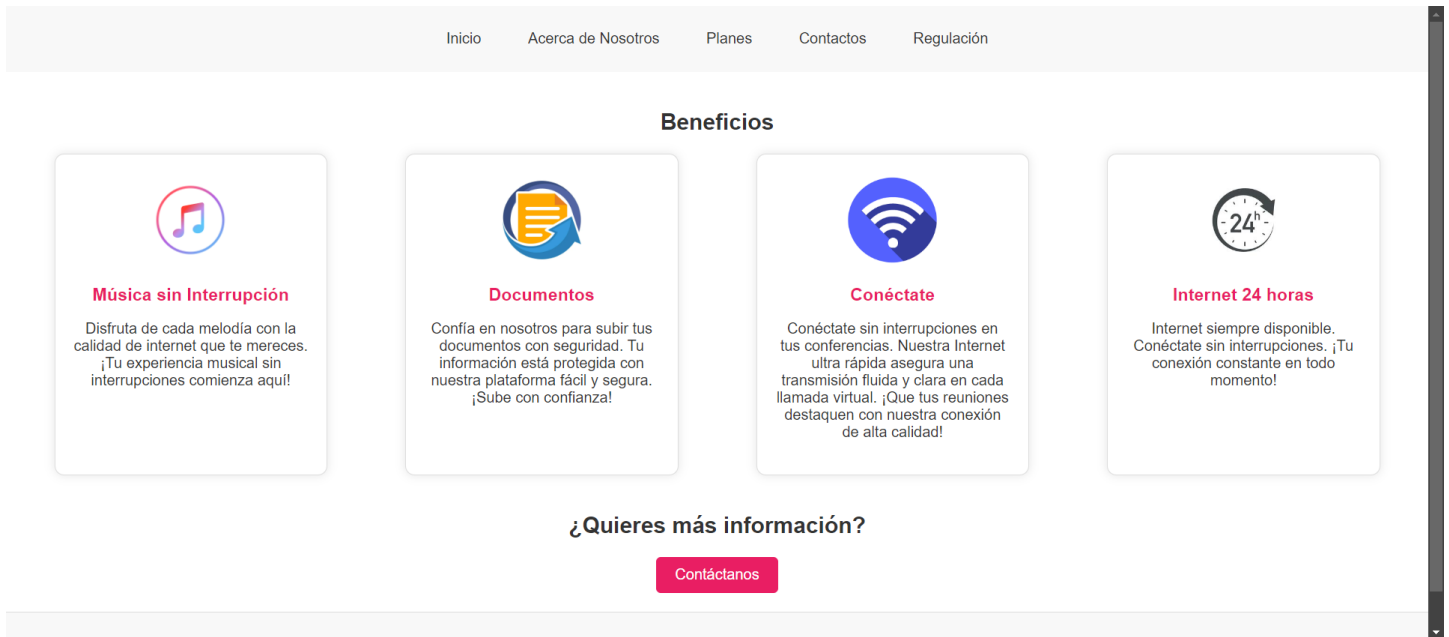 Inicio Acerca de Nosotros Planes Contactos Regulación
Beneficios
24h
Música sin Interrupción
Disfruta de cada melodía con la
calidad de internet que te mereces.
¡Tu experiencia musical sin
interrupciones comienza aquí!
Documentos
Confía en nosotros para subir tus
documentos con seguridad. Tu
información está protegida con
nuestra plataforma fácil y segura.
¡Sube con confianza!
Conéctate
Conéctate sin interrupciones en
tus conferencias. Nuestra Internet
ultra rápida asegura una
transmisión fluida y clara en cada
llamada virtual. ¡Que tus reuniones
destaquen con nuestra conexión
de alta calidad!
Internet 24 horas
Internet siempre disponible.
Conéctate sin interrupciones. ¡Tu
conexión constante en todo
momento!
¿Quieres más información?
Contáctanos